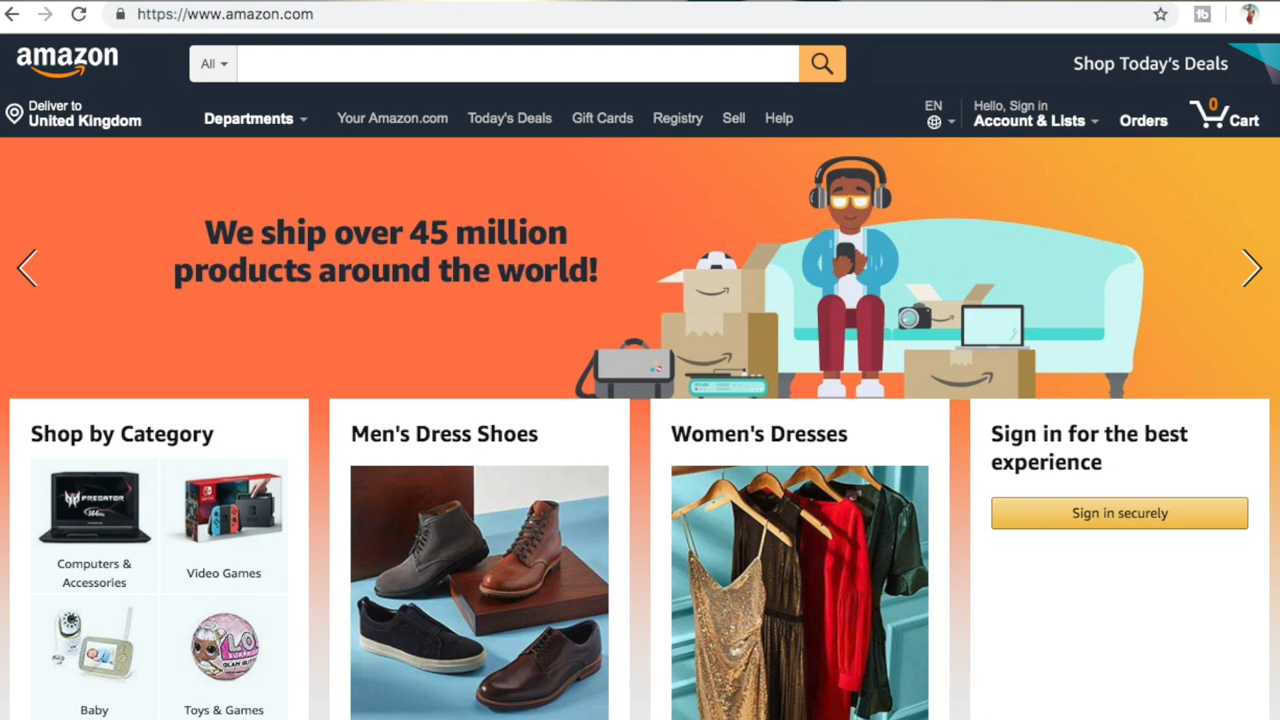 https://www.amazon.com
amazon
All
Shop Today's Deals
Deliver to
United Kingdom
Departments
Your Amazon.com
Today's Deals
Gift Cards
Registry
Sell
Help
EN
Hello, Sign in
Account & Lists
Orders
0
Cart
We ship over 45 million
products around the world!
Shop by Category
PREDATOR
Computers &
Accessories
Video Games
Baby
Toys & Games
Men's Dress Shoes
Women's Dresses
Sign in for the best
experience
Sign in securely